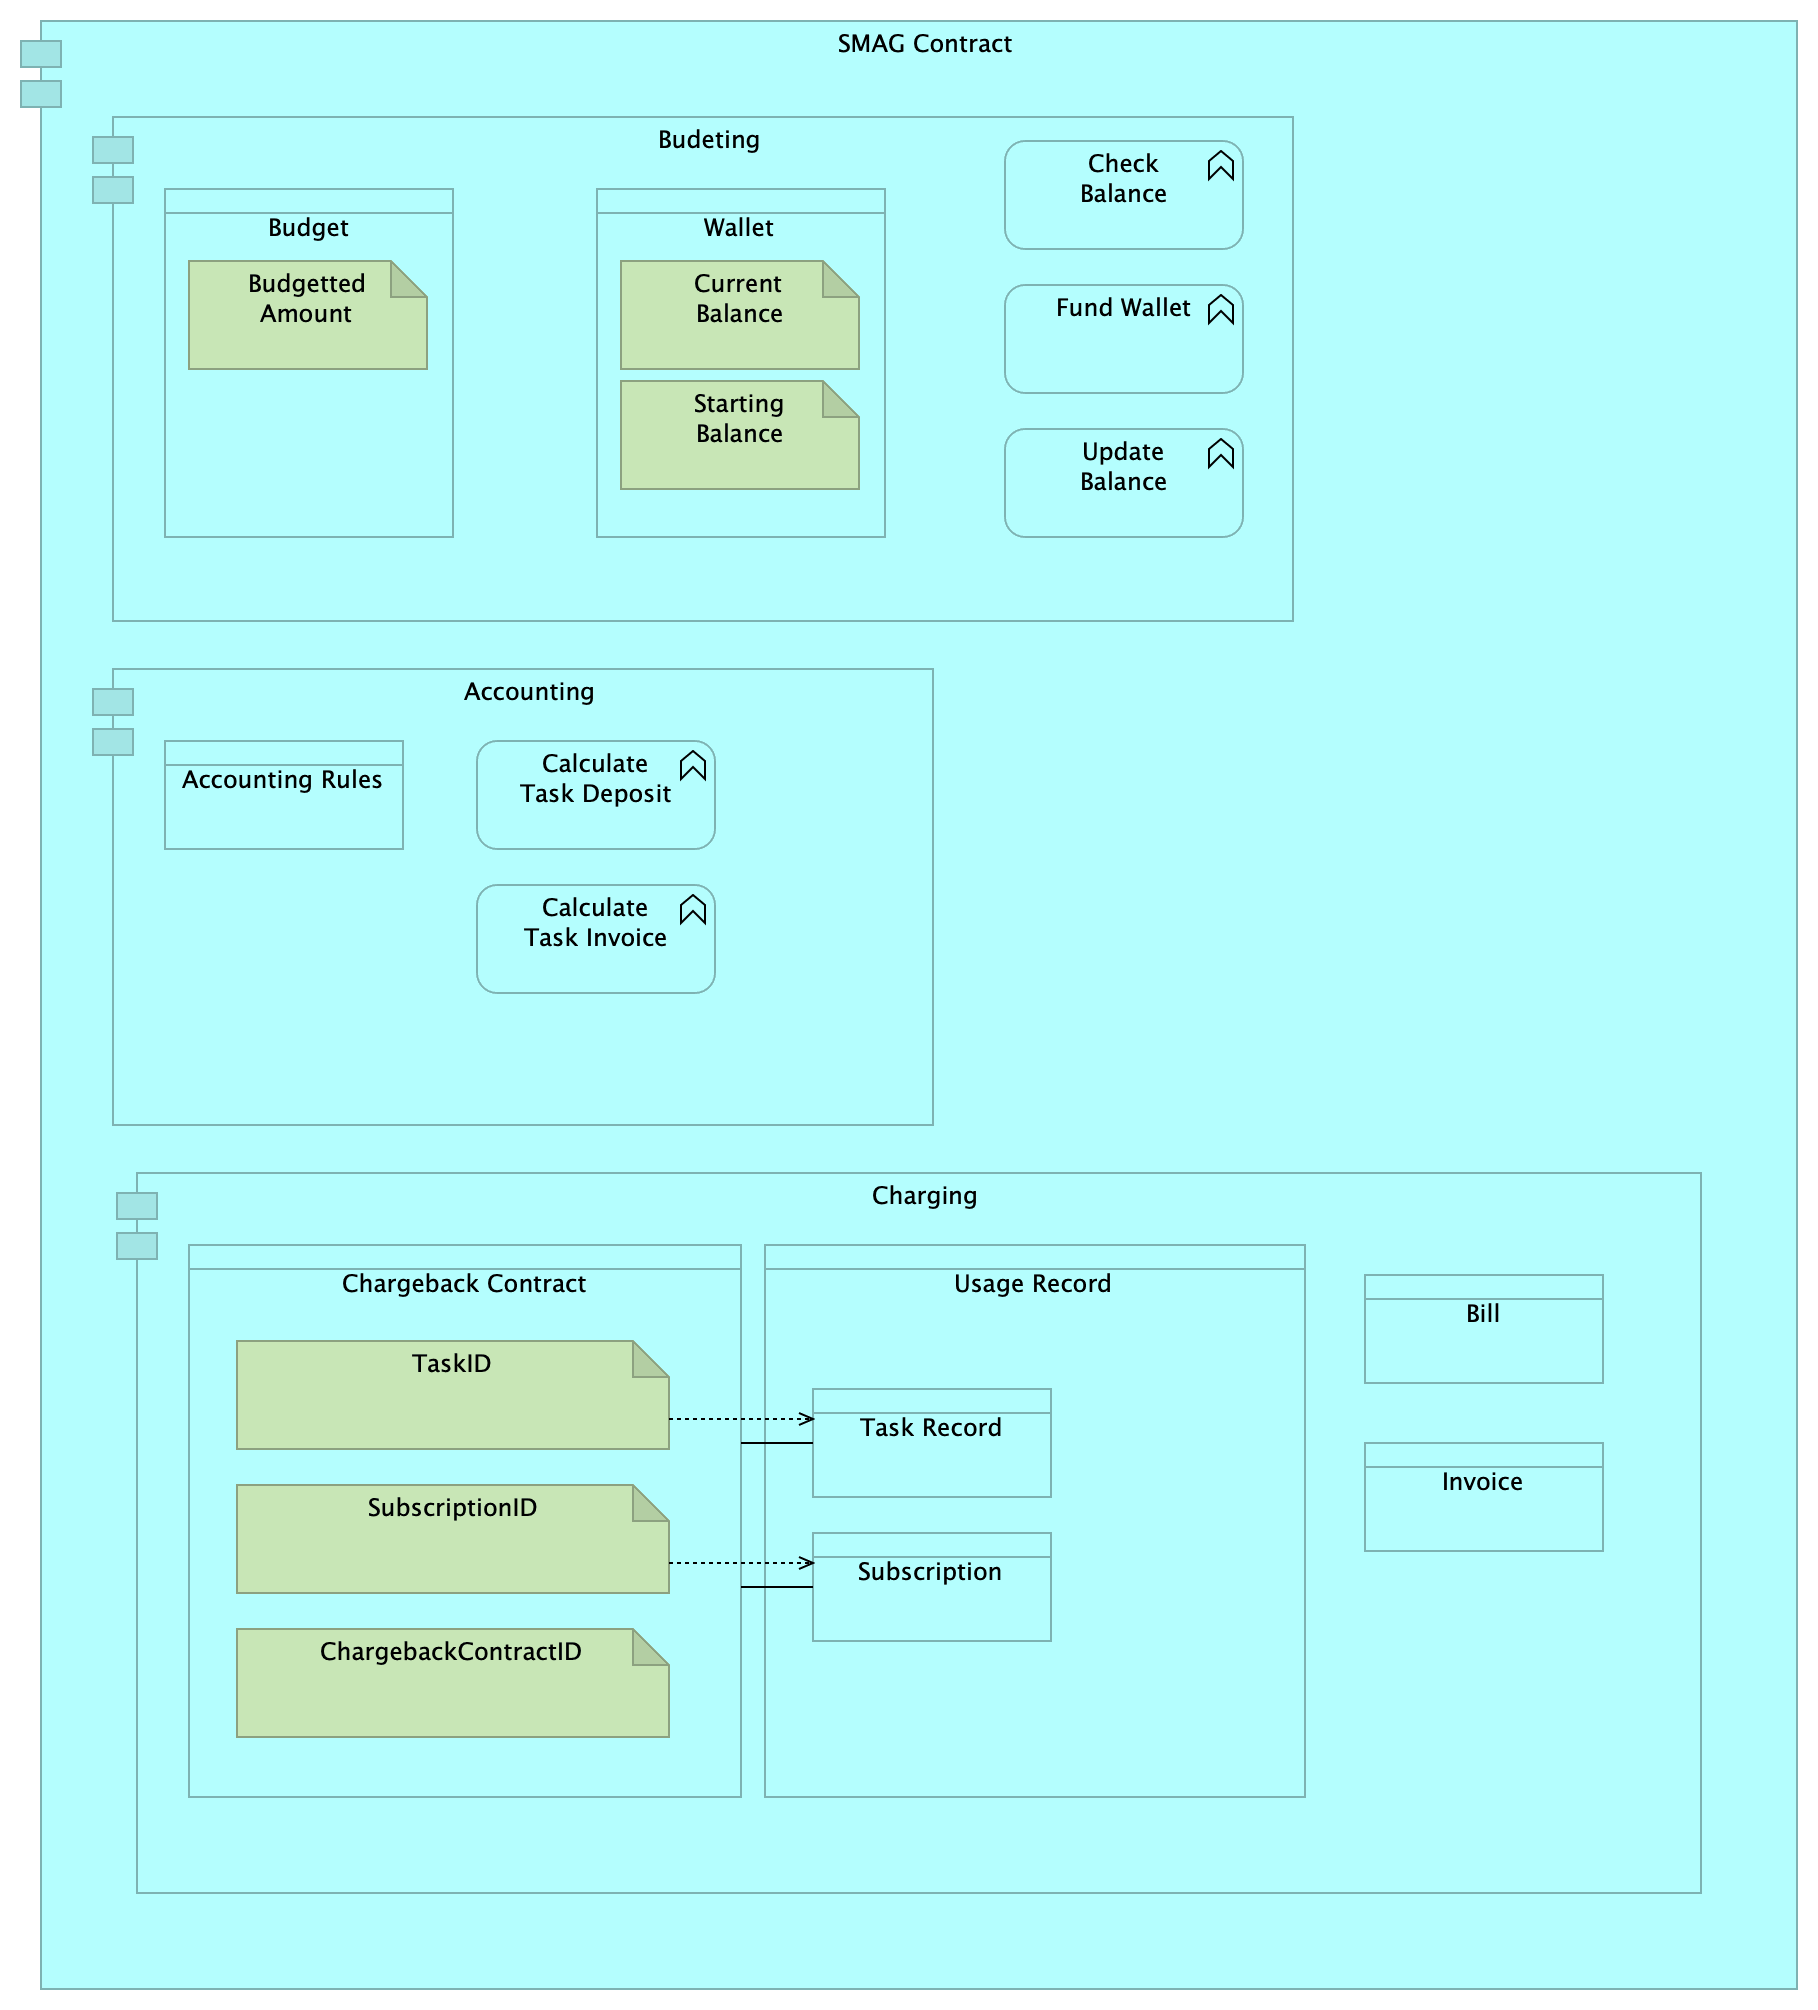 SMAG Contract
Budeting
Budget
Budgetted
Amount
Wallet
Current
Balance
Starting
Balance
Check
Balance
Fund Wallet
Update
Balance
Accounting
Accounting Rules
Calculate
Task Deposit
Calculate
Task Invoice
Charging
Chargeback Contract
TaskID
SubscriptionID
ChargebackContractID
Usage Record
Task Record
Subscription
Bill
Invoice